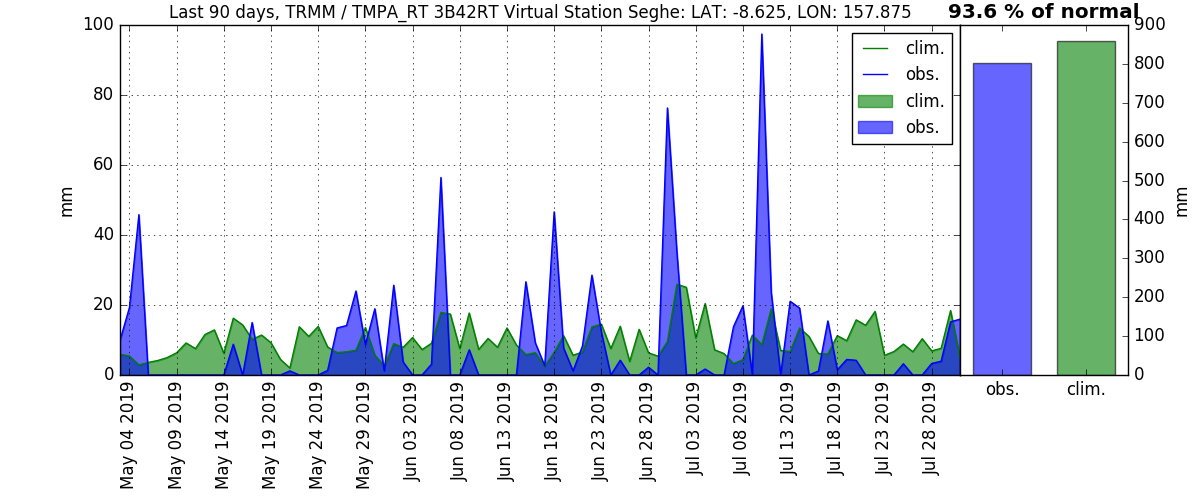 Last 90 days, TRMM / TMPA_RT 3B42RT Virtual Station Seghe: LAT: -8.625, LON: 157.875
93.6 % of normal
mm
100
80
60
40
20
0
clim.
obs.
clim.
obs.
May 04 2019
May 09 2019
May 14 2019
May 19 2019
May 24 2019
May 29 2019
Jun 03 2019
Jun 08 2019
Jun 13 2019
Jun 18 2019
Jun 23 2019
Jun 28 2019
Jul 03 2019
Jul 08 2019
Jul 13 2019
Jul 18 2019
Jul 23 2019
Jul 28 2019
obs.
clim.
900
800
700
600
500
400
300
200
100
0
mm